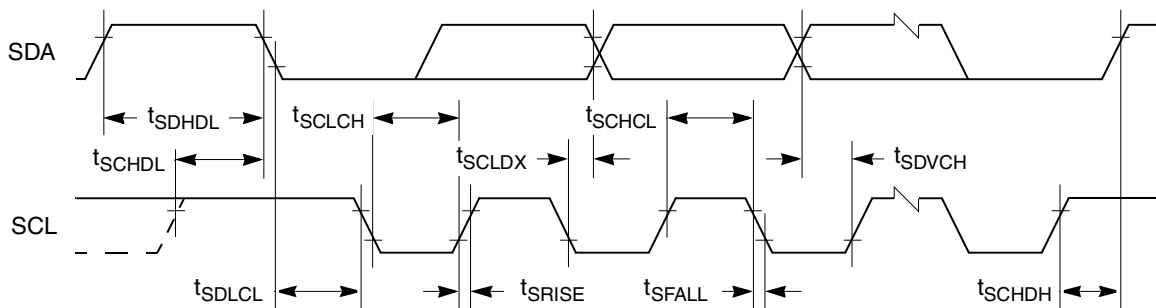 SDA
tSDHDL
tSCLCH
tSCHCL
tSCHDL
tSCLDX
tSDVCH
SCL
tSDLCL
tSRISE
tSFALL
tSCHDH